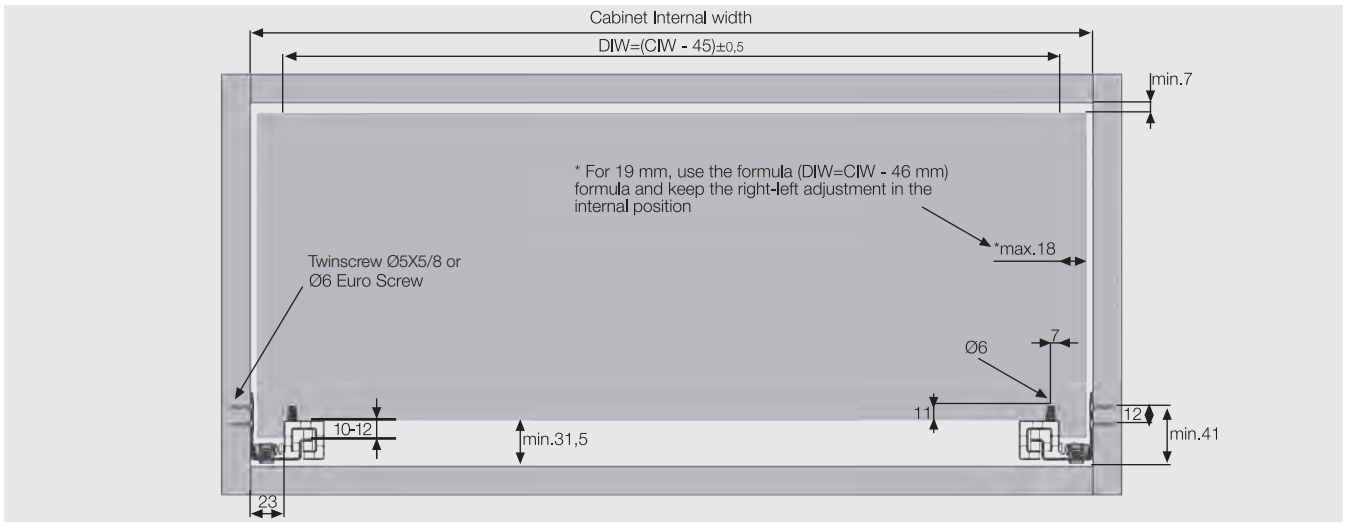 Cabinet Internal width
DIW=(CIW - 45)±0,5
min.7
* For 19 mm, use the formula (DIW=CIW - 46 mm)
formula and keep the right-left adjustment in the
internal position
*max.18
Twinscrew Ø5X5/8 or
Ø6 Euro Screw
7
Ø6
11
12
10-12
min.31,5
min.41
23